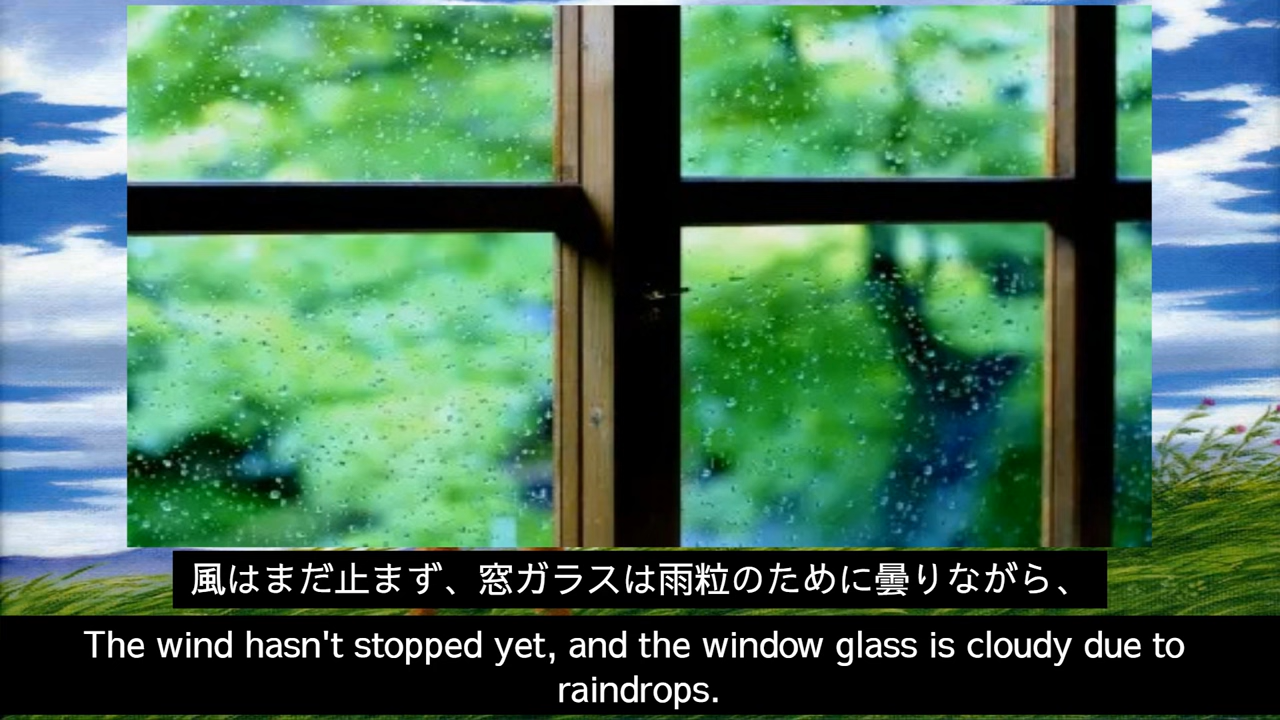 風はまだ止まず、窓ガラスは雨粒のために曇りながら、
The wind hasn't stopped yet, and the window glass is cloudy due to
raindrops.